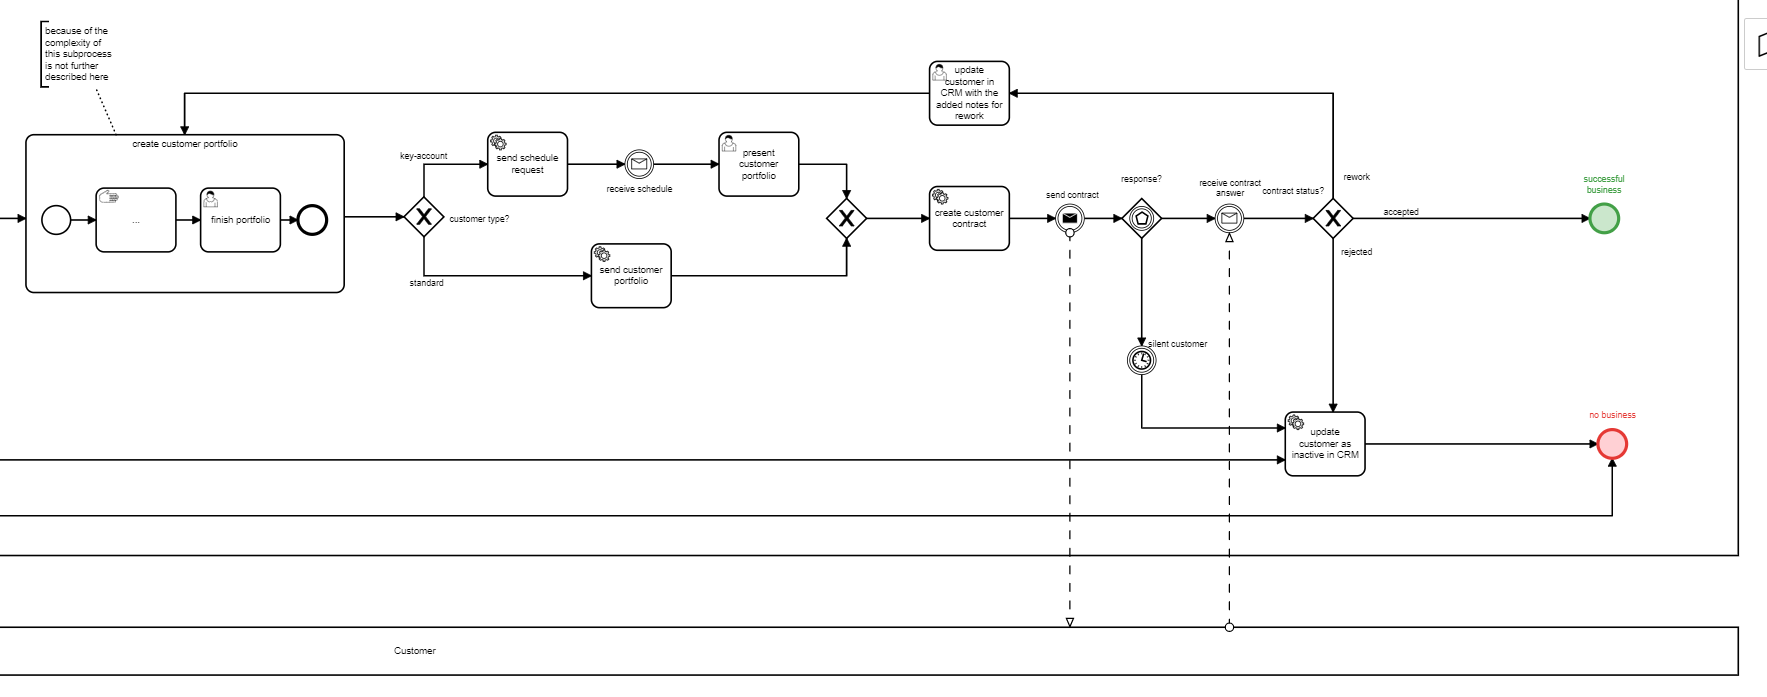 because of the
complexity of
this subprocess
is not further
described here
create customer portfolio
...
finish portfolio
key-account
customer type?
standard
send schedule
request
receive schedule
present
customer
portfolio
send customer
portfolio
update
customer in
CRM with the
added notes for
rework
create customer
contract
send contract
response?
receive contract
answer
contract status?
rework
accepted
rejected
successful
business
silent customer
update
customer as
inactive in CRM
no business
Customer